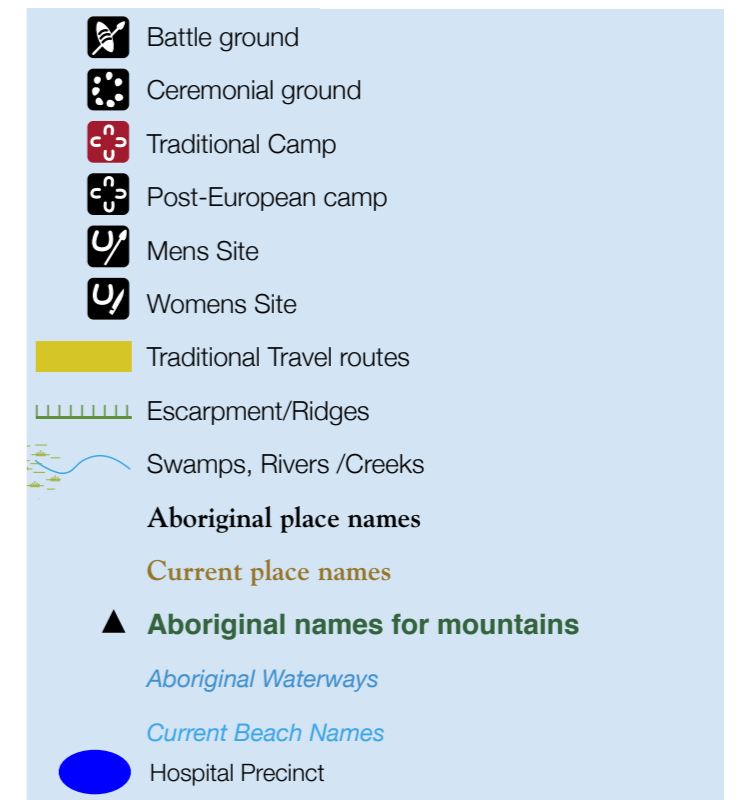 Battle ground
Ceremonial ground
Traditional Camp
Post-European camp
Mens Site
Womens Site
Traditional Travel routes
Escarpment/Ridges
Swamps, Rivers /Creeks
Aboriginal place names
Current place names
Aboriginal names for mountains
Aboriginal Waterways
Current Beach Names
Hospital Precinct